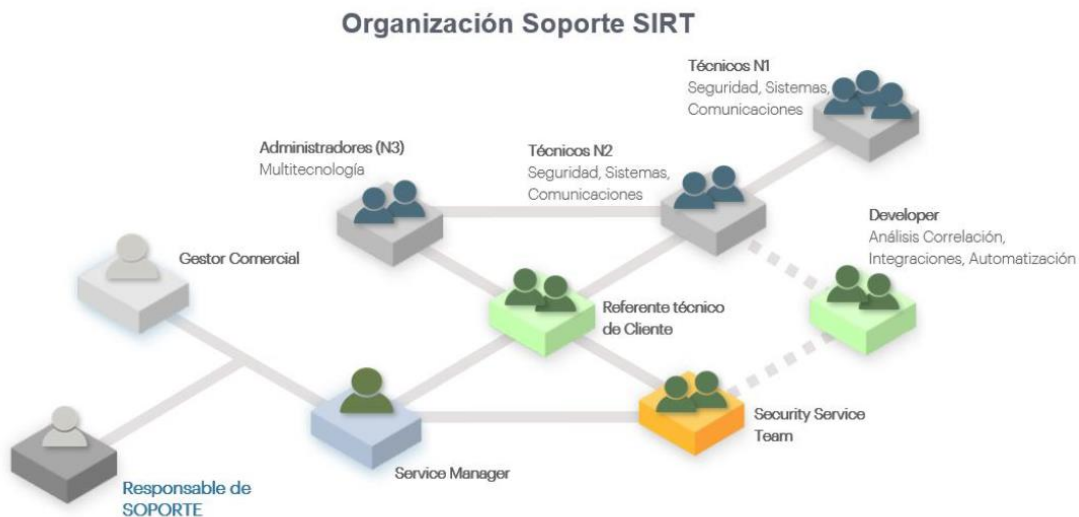 Organización Soporte SIRT
Técnicos N1
Seguridad, Sistemas,
Comunicaciones
Administradores (N3)
Multitecnología
Técnicos N2
Seguridad, Sistemas,
Comunicaciones
Developer
Análisis Correlación,
Integraciones, Automatización
Gestor Comercial
Referente técnico
de Cliente
Security Service
Team
Service Manager
Responsable de
SOPORTE